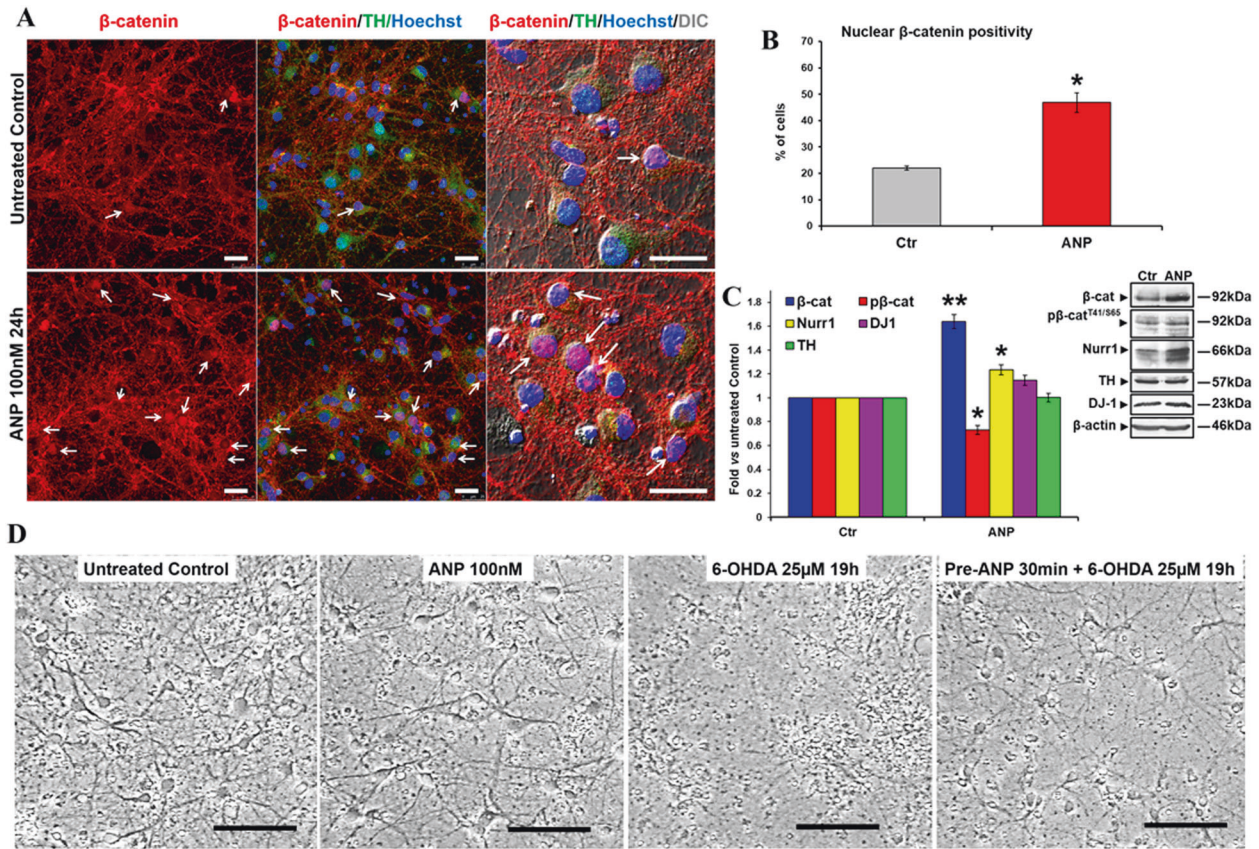 A
β-catenin
β-catenin/TH/Hoechst
β-catenin/TH/Hoechst/DIC
Untreated Control
ANP 100nM 24h
B
Nuclear β-catenin positivity
% of cells
70
60
50
40
30
20
10
0
*
Ctr
ANP
C
Fold vs untreated Control
1.8
1.6
1.4
1.2
1
0.8
0.6
0.4
0.2
0
β-cat
pβ-cat
Nurr1
DJ1
TH
**
*
*
Ctr
ANP
Ctr ANP
β-cat 92kDa
pβ-cat T41/S65 92kDa
Nurr1 66kDa
TH 57kDa
DJ-1 23kDa
β-actin 46kDa
D
Untreated Control
ANP 100nM
6-OHDA 25µM 19h
Pre-ANP 30min + 6-OHDA 25µM 19h